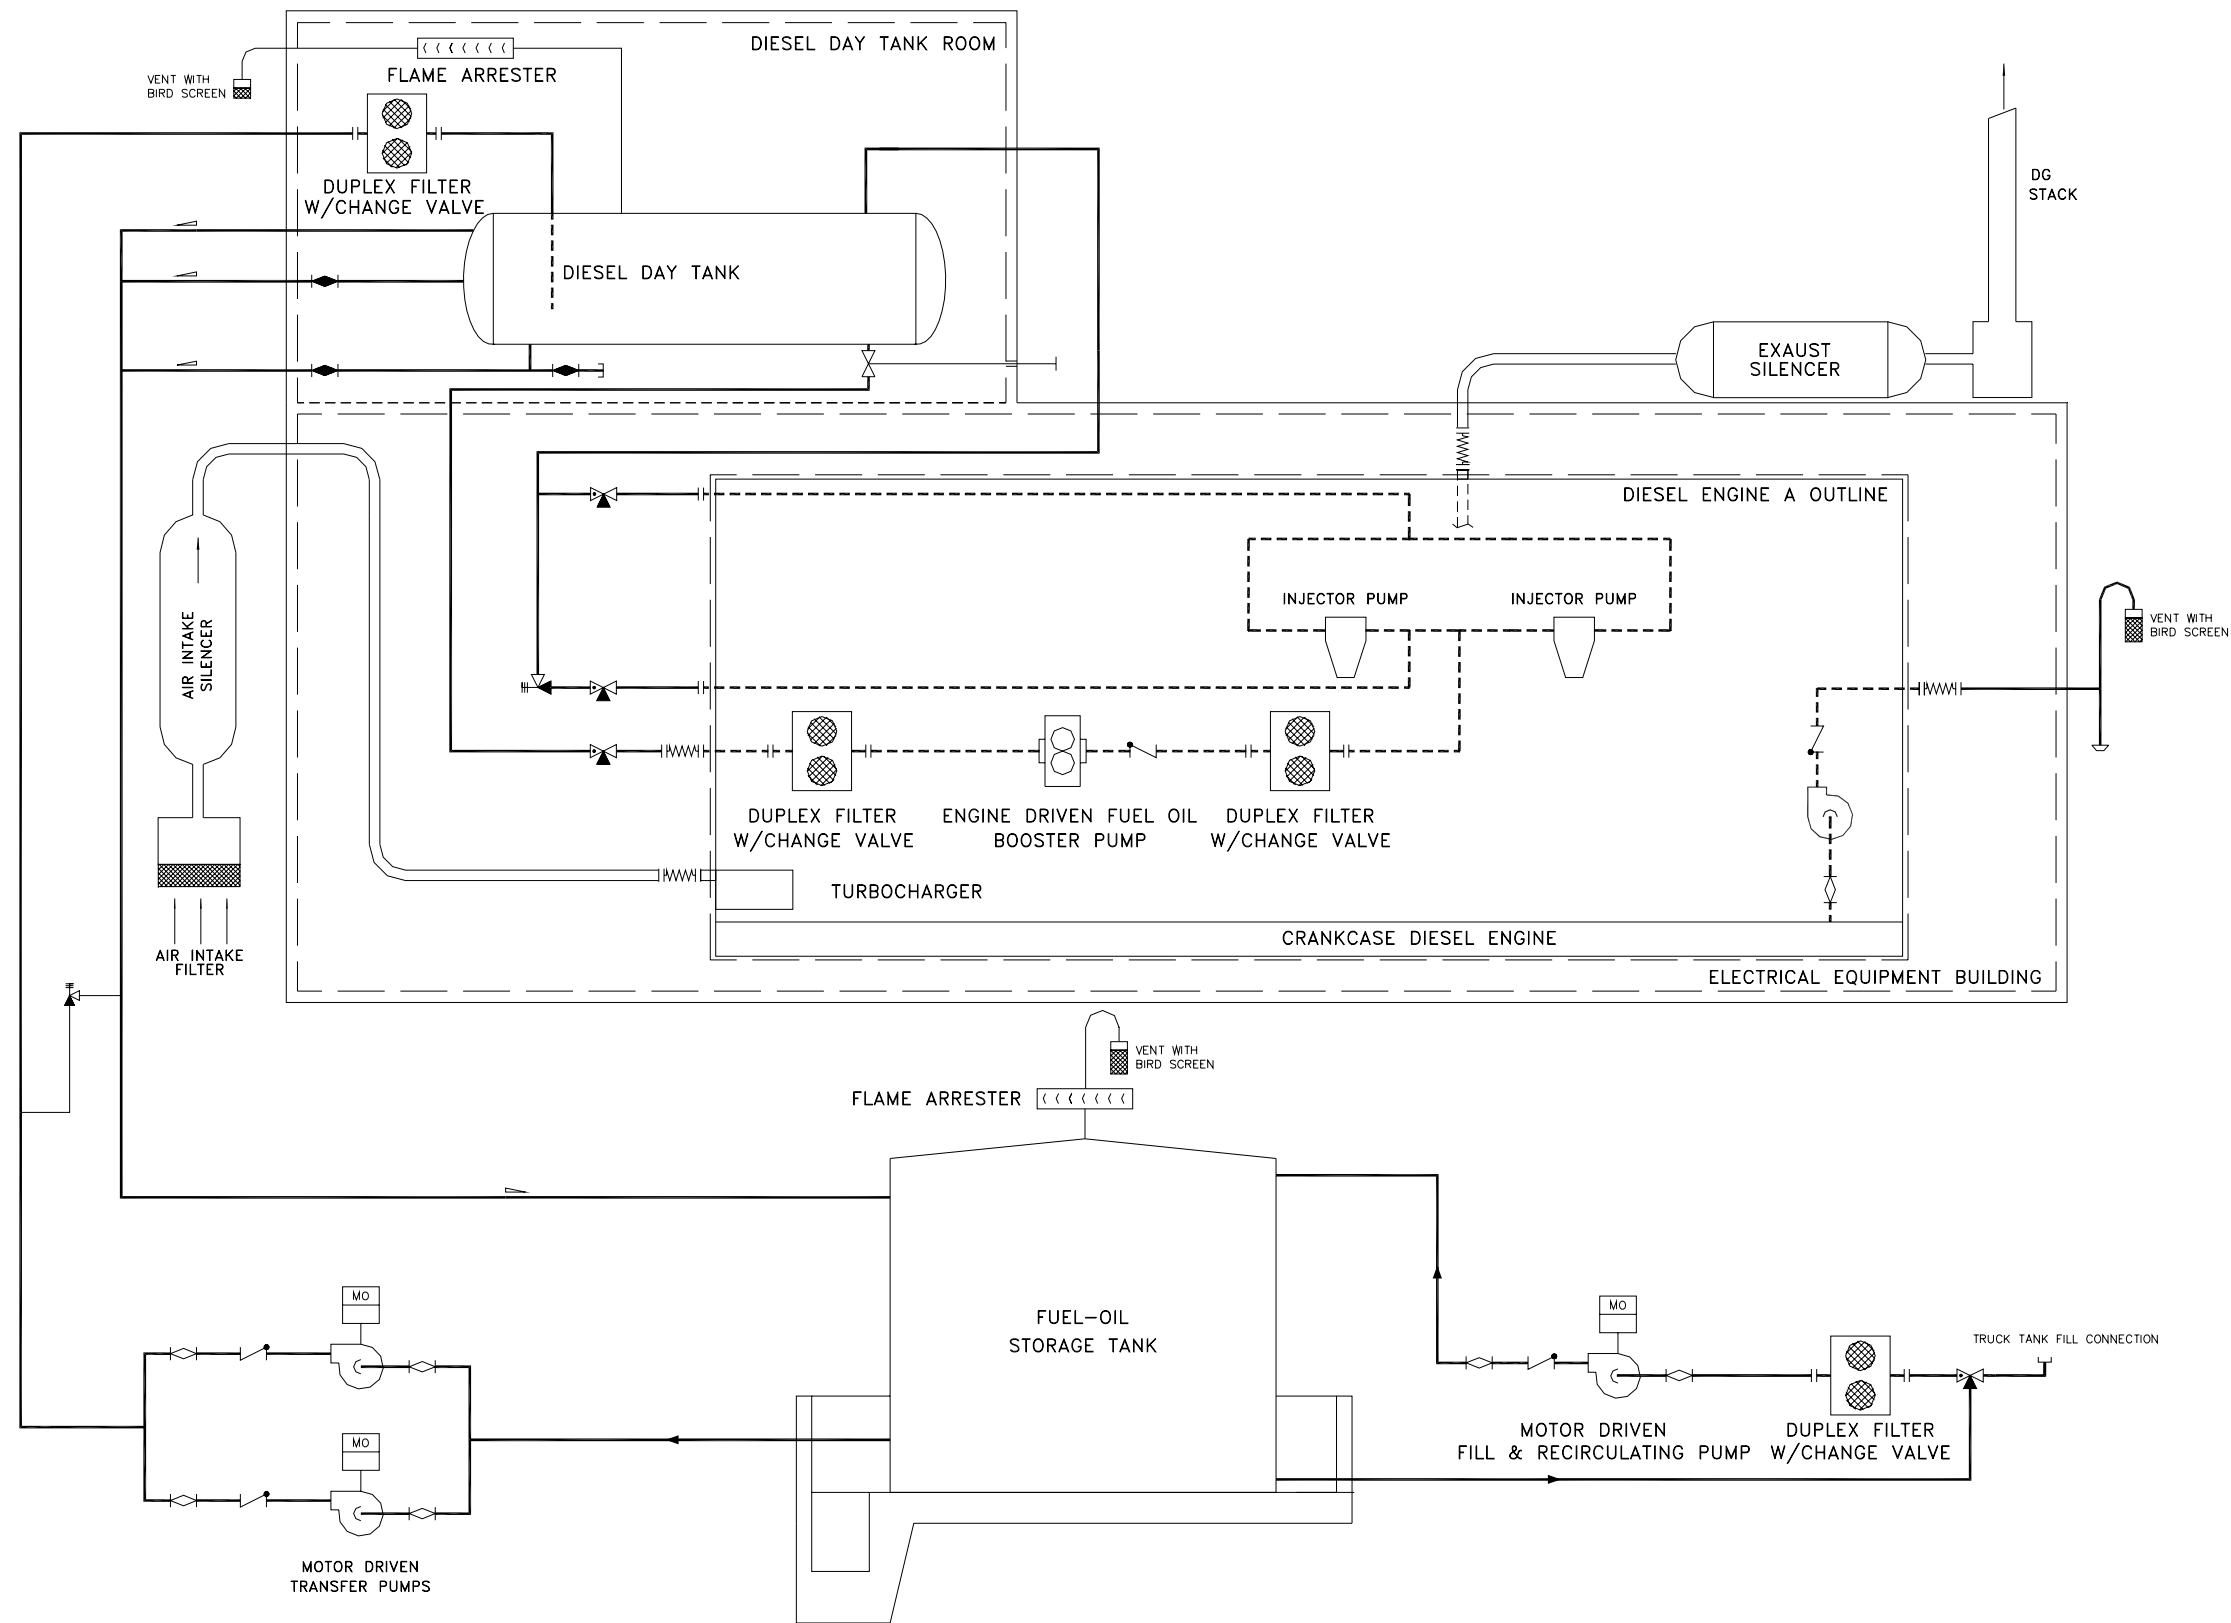 DIESEL DAY TANK ROOM
FLAME ARRESTER
VENT WITH
BIRD SCREEN
DUPLEX FILTER
W/CHANGE VALVE
DG
STACK
DIESEL DAY TANK
EXAUST
SILENCER
DIESEL ENGINE A OUTLINE
INJECTOR PUMP
INJECTOR PUMP
VENT WITH
BIRD SCREEN
AIR INTAKE
SILENCER
DUPLEX FILTER
W/CHANGE VALVE
ENGINE DRIVEN FUEL OIL
BOOSTER PUMP
DUPLEX FILTER
W/CHANGE VALVE
TURBOCHARGER
CRANKCASE DIESEL ENGINE
AIR INTAKE
FILTER
ELECTRICAL EQUIPMENT BUILDING
VENT WITH
BIRD SCREEN
FLAME ARRESTER
MO
MO
FUEL-OIL
STORAGE TANK
TRUCK TANK FILL CONNECTION
MOTOR DRIVEN
FILL & RECIRCULATING PUMP
DUPLEX FILTER
W/CHANGE VALVE
MO
MOTOR DRIVEN
TRANSFER PUMPS